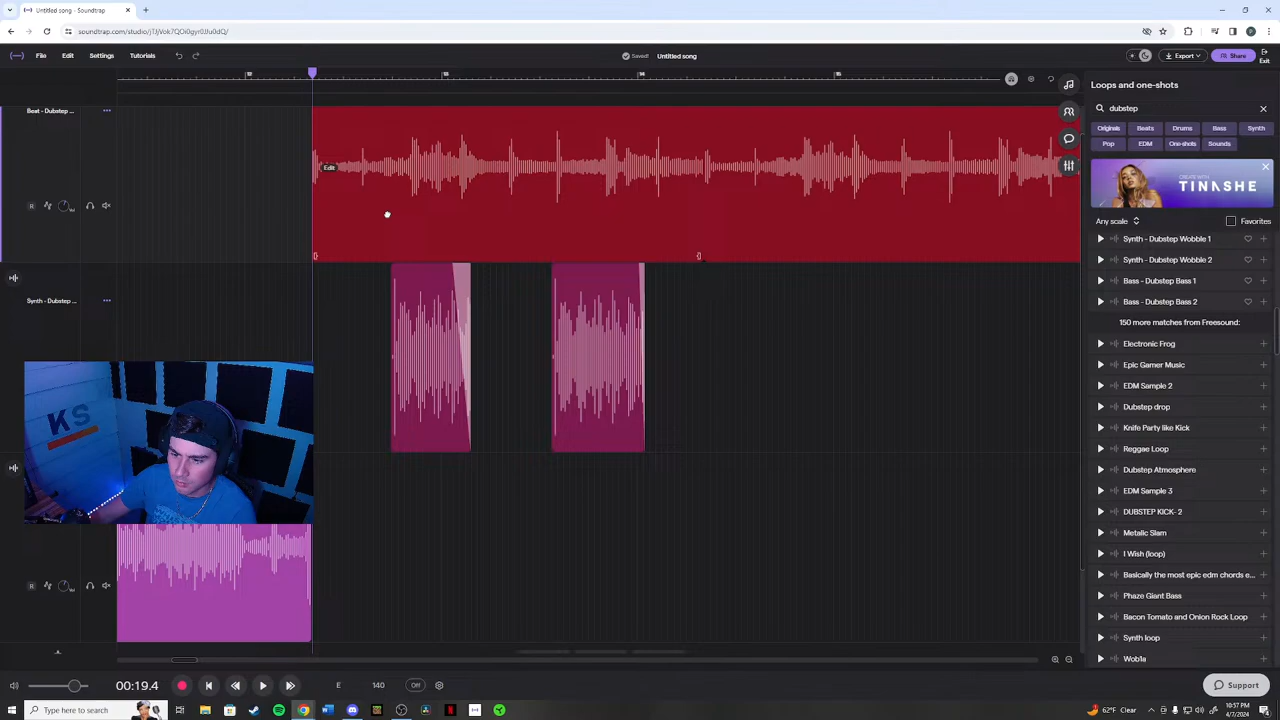 Untitled song - Soundtrap
soundtrap.com/studio/
File Edit Settings Tutorials
Saved! Untitled song
Export Share Exit
Beat - Dubstep ...
Edit
Synth - Dubstep ...
KS
Loops and one-shots
dubstep
Originals Beats Drums Bass Synth
Pop EDM One-shots Sounds
CREATE WITH
TINASHE
Any scale Favorites
Synth - Dubstep Wobble 1
Synth - Dubstep Wobble 2
Bass - Dubstep Bass 1
Bass - Dubstep Bass 2
150 more matches from Freesound:
Electronic Frog
Epic Gamer Music
EDM Sample 2
Dubstep drop
Knife Party like Kick
Reggae Loop
Dubstep Atmosphere
EDM Sample 3
DUBSTEP KICK- 2
Metalic Slam
I Wish (loop)
Basically the most epic edm chords e...
Phaze Giant Bass
Bacon Tomato and Onion Rock Loop
Synth loop
Wob1a
00:19.4 E 140 Off
Support
Type here to search
62°F Clear
10:57 PM
4/7/2024